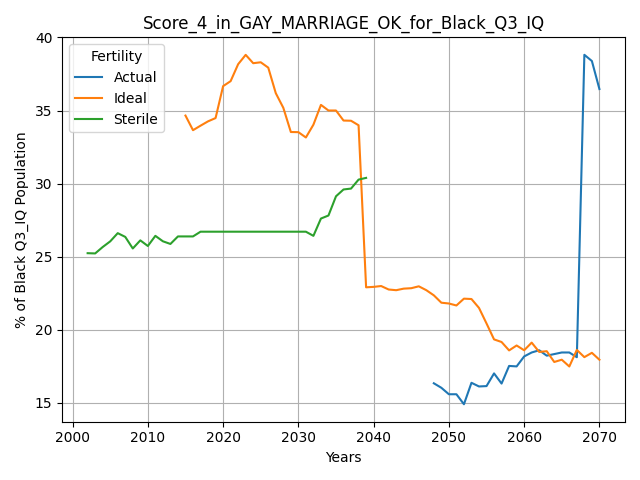 Score_4_in_GAY_MARRIAGE_OK_for_Black_Q3_IQ
Fertility
Actual
Ideal
Sterile
% of Black Q3_IQ Population
40
35
30
25
20
15
2000
2010
2020
2030
2040
2050
2060
2070
Years